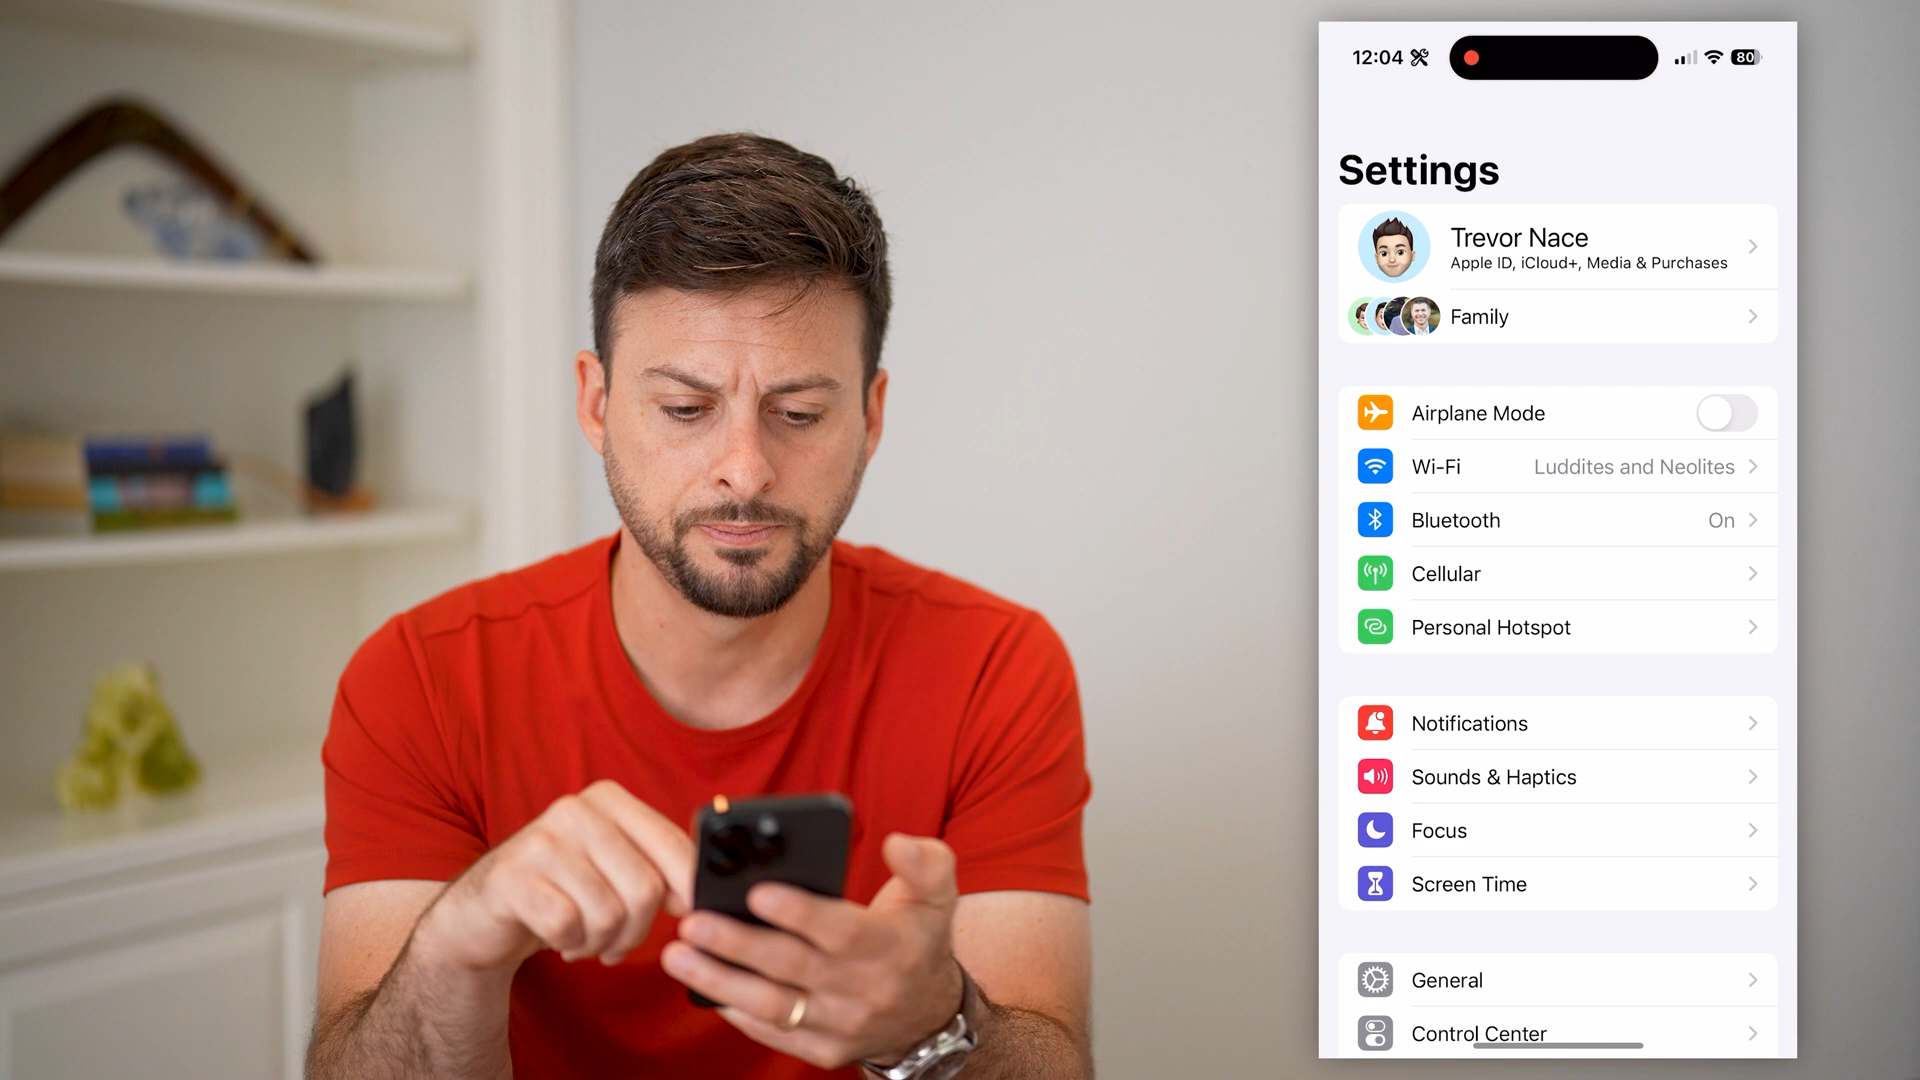 12:04
80
Settings
Trevor Nace
Apple ID, iCloud+, Media & Purchases
Family
Airplane Mode
Wi-Fi Luddites and Neolites
Bluetooth On
Cellular
Personal Hotspot
Notifications
Sounds & Haptics
Focus
Screen Time
General
Control Center